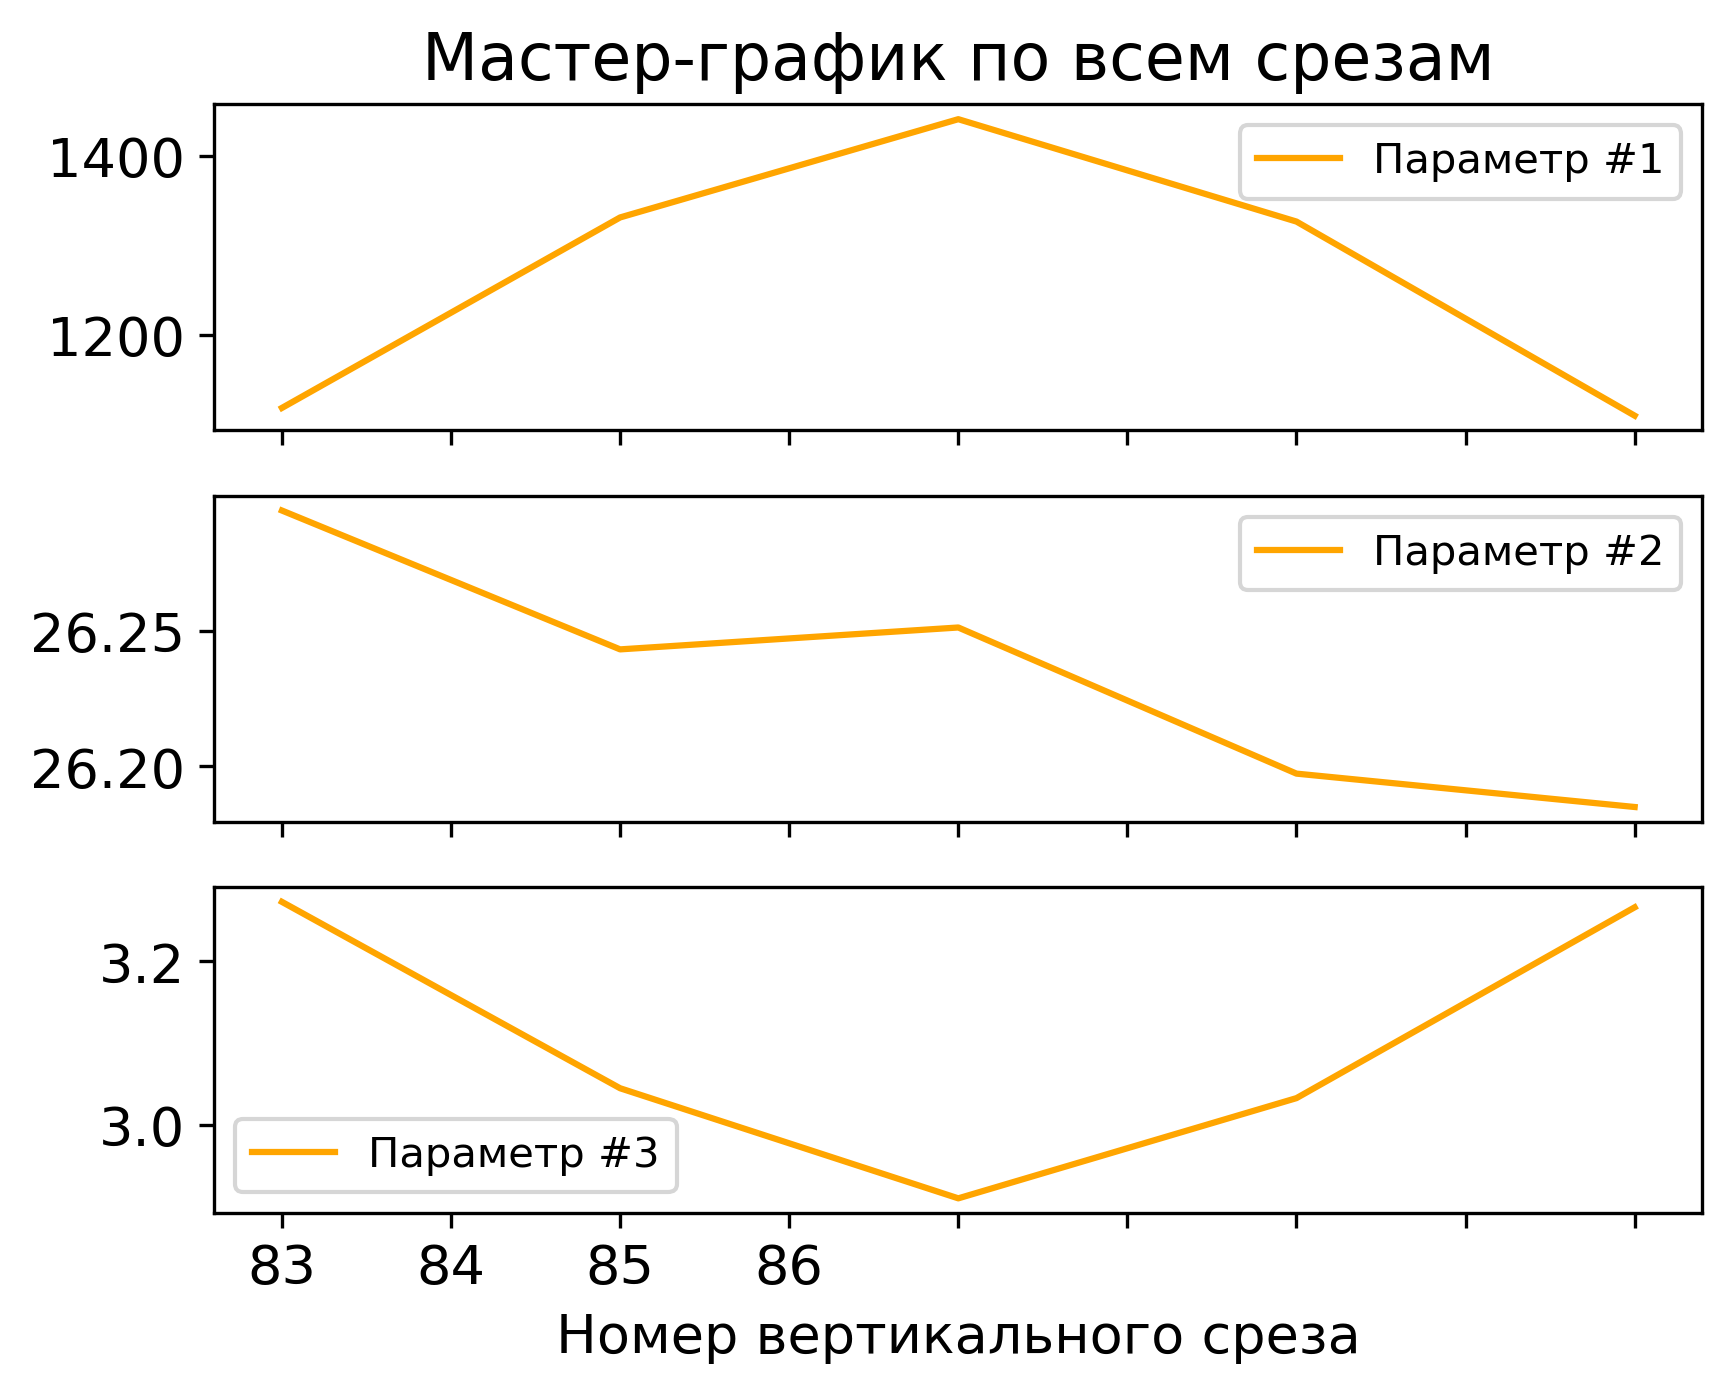 Мастер-график по всем срезам
1400
1200
Параметр #1
26.25
26.20
Параметр #2
3.2
3.0
Параметр #3
83 84 85 86
Номер вертикального среза